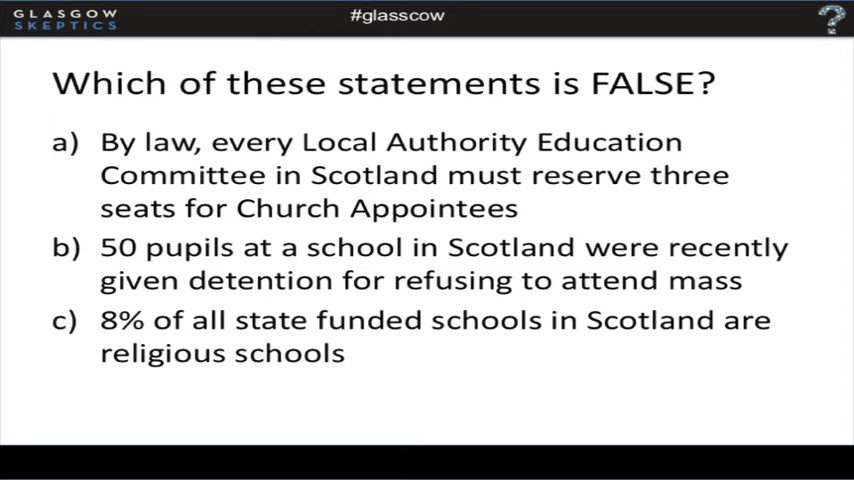 GLASGOW
SKEPTICS
#glasscow
?
Which of these statements is FALSE?
a) By law, every Local Authority Education
Committee in Scotland must reserve three
seats for Church Appointees
b) 50 pupils at a school in Scotland were recently
given detention for refusing to attend mass
c) 8% of all state funded schools in Scotland are
religious schools